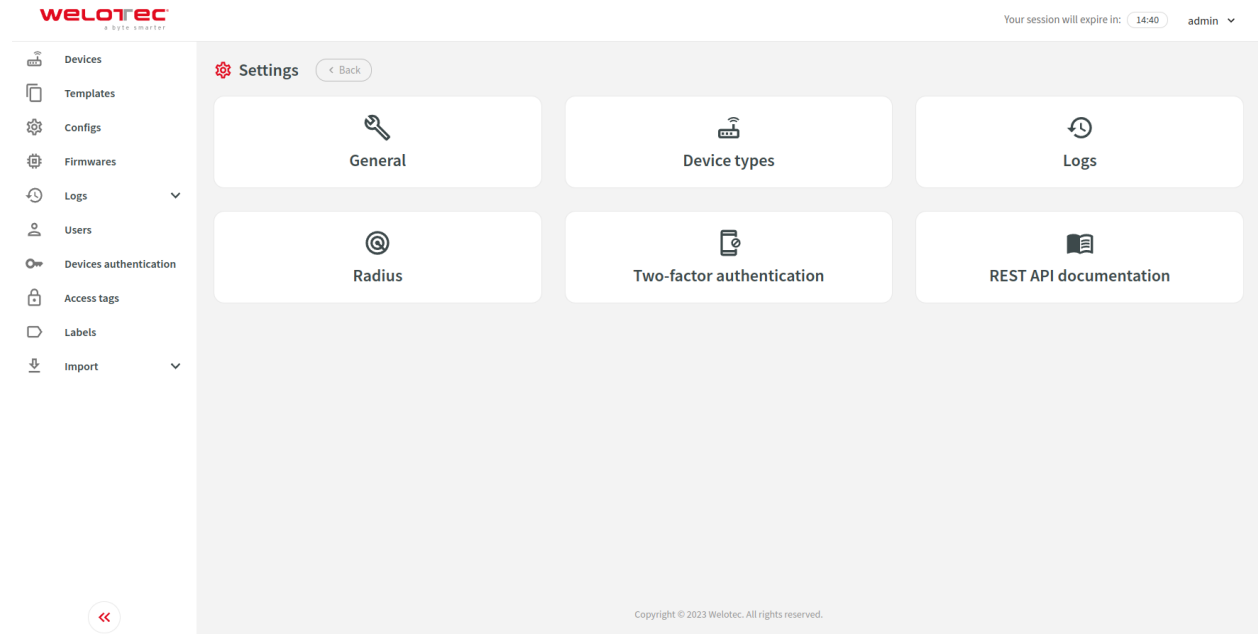 WELOTEC
a byte smarter
Your session will expire in: 14:40 admin
Devices
Templates
Configs
Firmwares
Logs
Users
Devices authentication
Access tags
Labels
Import
Settings
Back
General
Device types
Logs
Radius
Two-factor authentication
REST API documentation
Copyright © 2023 Welotec. All rights reserved.